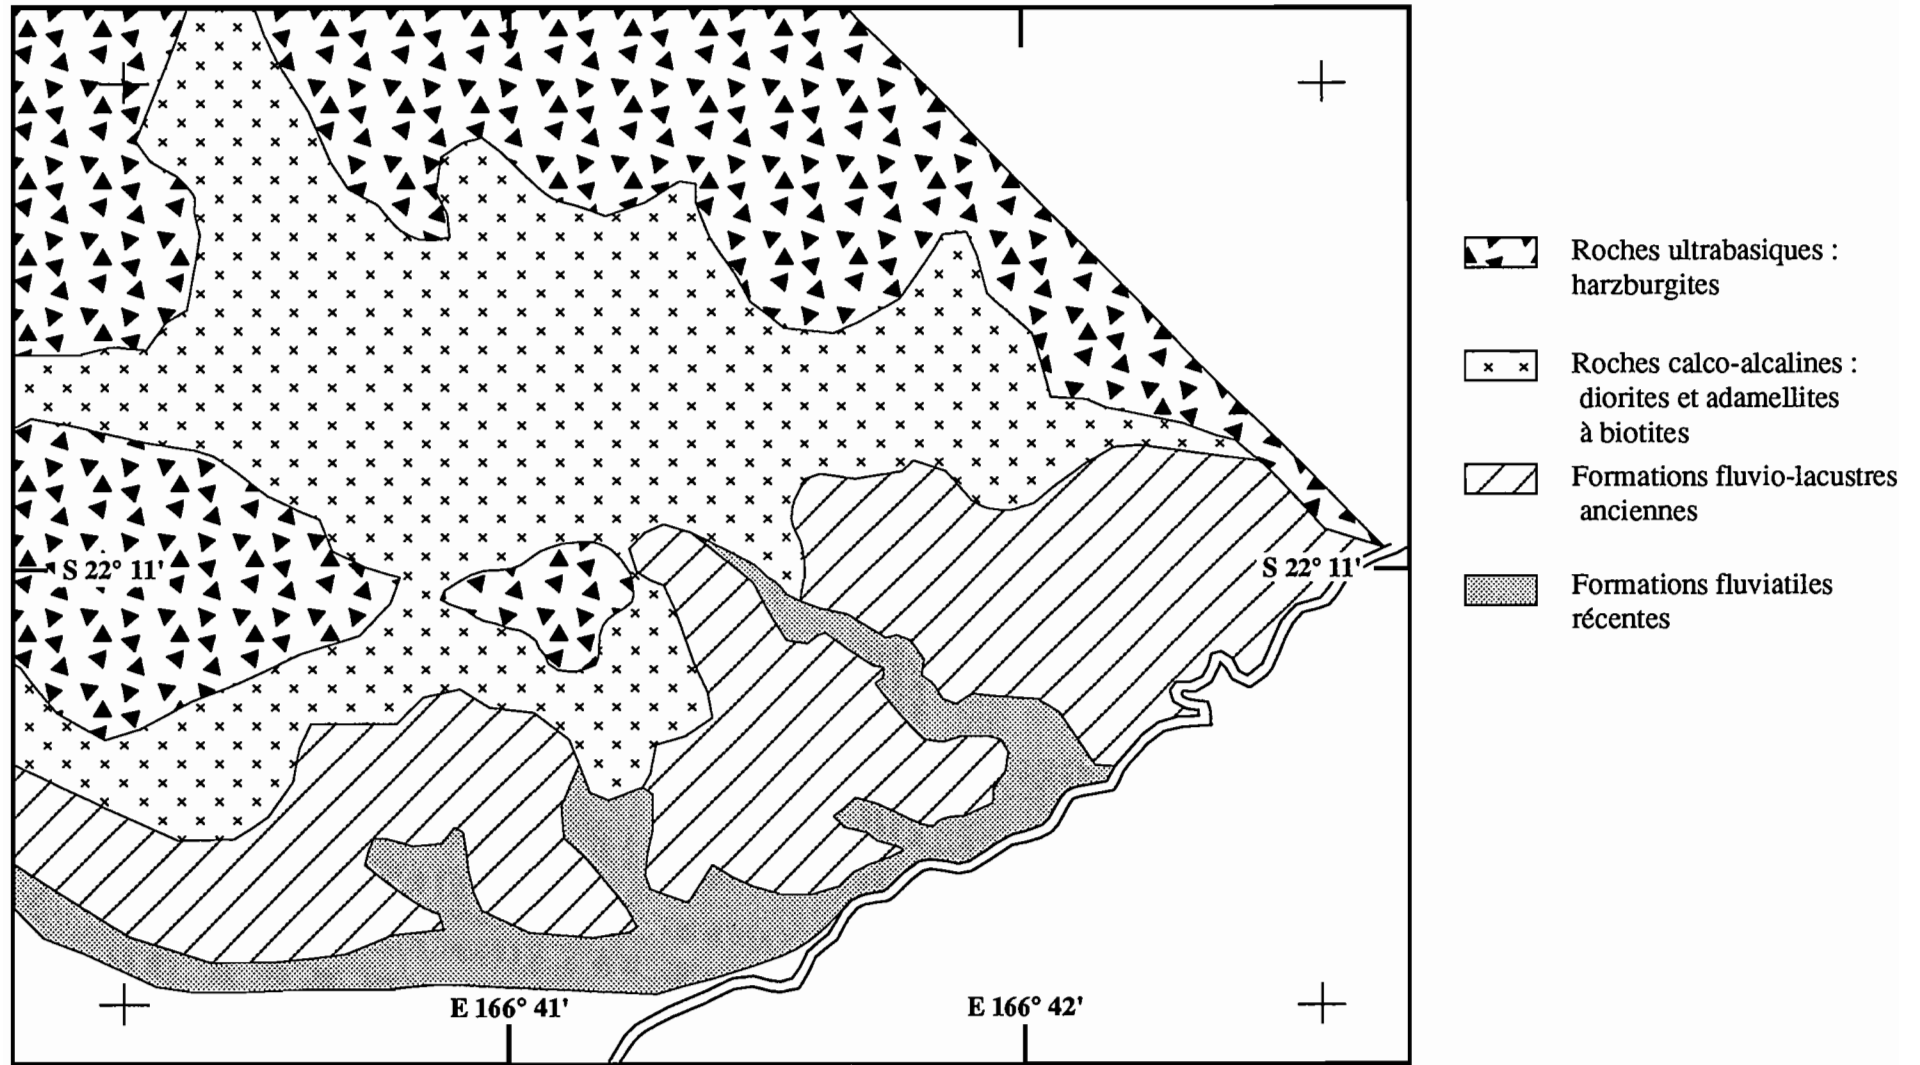 Roches ultrabasiques :
harzburgites
Roches calco-alcalines :
diorites et adamellites
à biotites
Formations fluvio-lacustres
anciennes
S 22° 11'
S 22° 11'
Formations fluviatiles
récentes
E 166° 41'
E 166° 42'